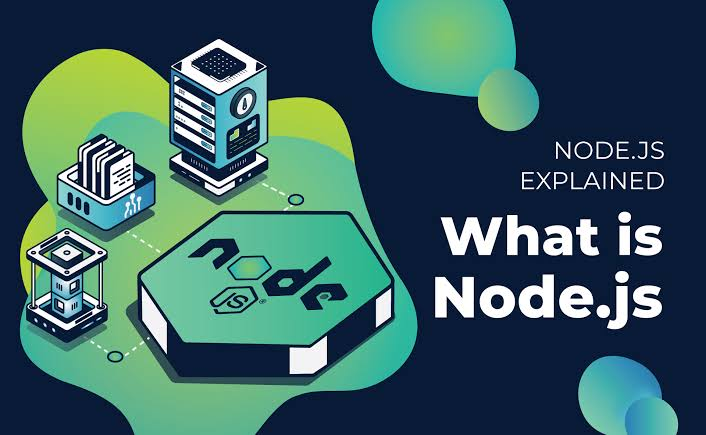 NODE.JS
EXPLAINED
What is
Node.js
node
JS
®